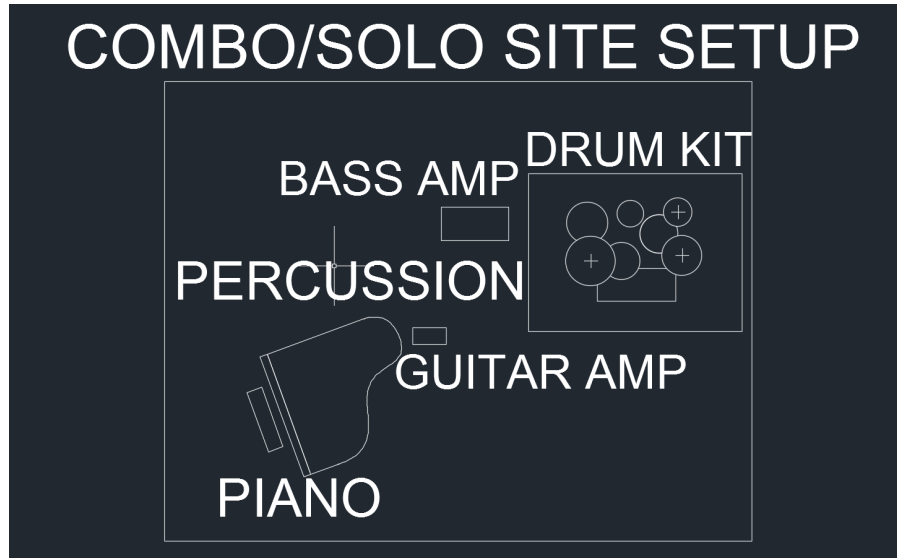 COMBO/SOLO SITE SETUP
DRUM KIT
BASS AMP
PERCUSSION
GUITAR AMP
PIANO